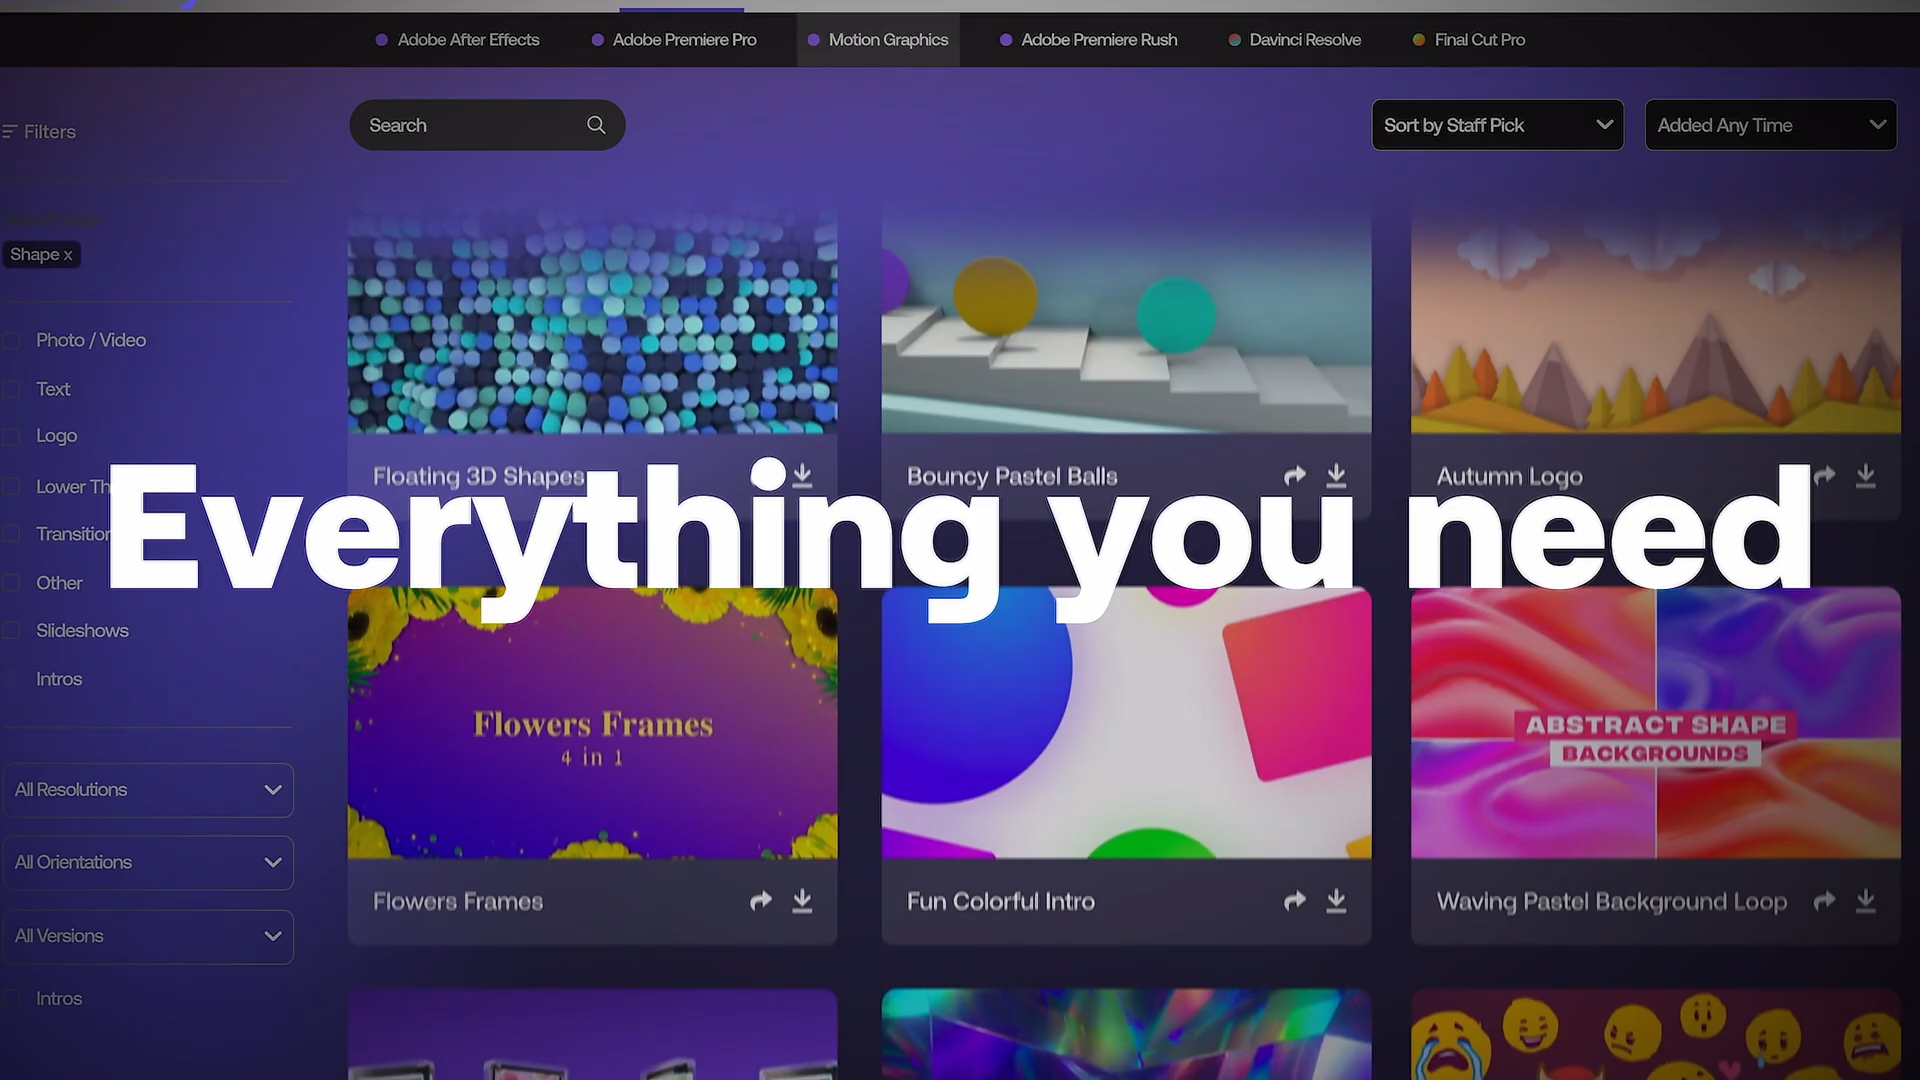 Adobe After Effects
Adobe Premiere Pro
Motion Graphics
Adobe Premiere Rush
Davinci Resolve
Final Cut Pro
Filters
Search
Sort by Staff Pick
Added Any Time
Shape x
Photo / Video
Text
Logo
Lower Th
Transition
Other
Slideshows
Intros
All Resolutions
All Orientations
All Versions
Intros
Floating 3D Shapes
Bouncy Pastel Balls
Autumn Logo
Everything you need
Flowers Frames
4 in 1
ABSTRACT SHAPE
BACKGROUNDS
Flowers Frames
Fun Colorful Intro
Waving Pastel Background Loop